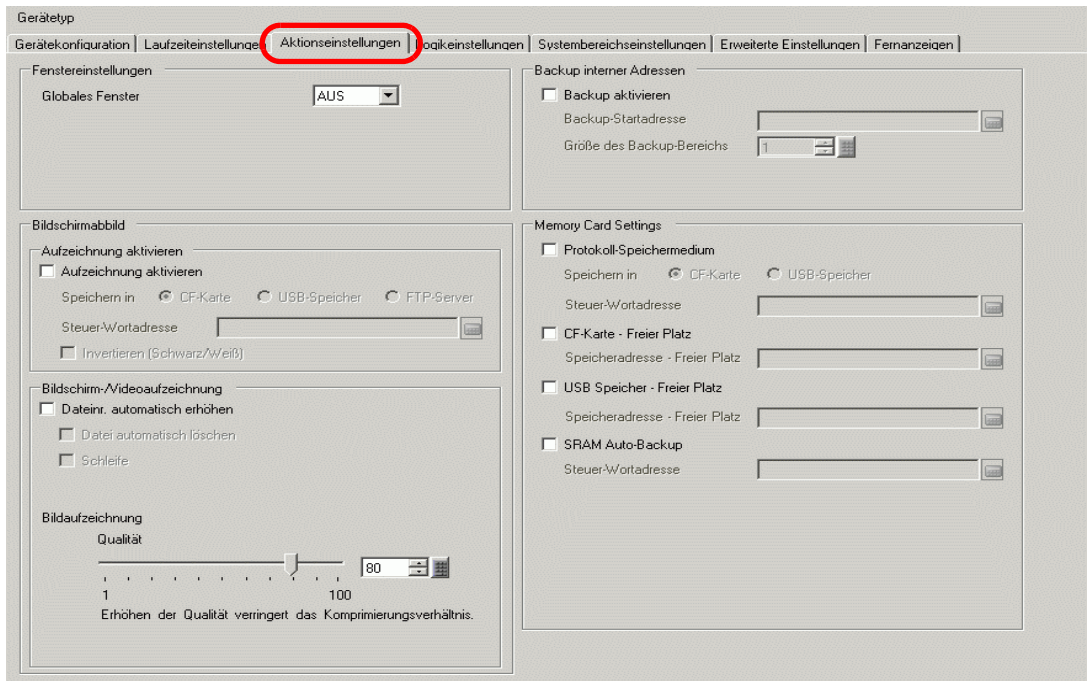 Gerätetyp
Gerätekonfiguration
Laufzeiteinstellungen
Aktionseinstellungen
Logikeinstellungen
Systembereichseinstellungen
Erweiterte Einstellungen
Fernanzeigen
Fenstereinstellungen
Globales Fenster
AUS
Bildschirmabbild
Aufzeichnung aktivieren
Aufzeichnung aktivieren
Speichern in
CF-Karte
USB-Speicher
FTP-Server
Steuer-Wortadresse
Invertieren (Schwarz/Weiß)
Bildschirm-/Videoaufzeichnung
Dateinr. automatisch erhöhen
Datei automatisch löschen
Schleife
Bildaufzeichnung
Qualität
80
1
100
Erhöhen der Qualität verringert das Komprimierungsverhältnis.
Backup interner Adressen
Backup aktivieren
Backup-Startadresse
Größe des Backup-Bereichs
1
Memory Card Settings
Protokoll-Speichermedium
Speichern in
CF-Karte
USB-Speicher
Steuer-Wortadresse
CF-Karte - Freier Platz
Speicheradresse - Freier Platz
USB Speicher - Freier Platz
Speicheradresse - Freier Platz
SRAM Auto-Backup
Steuer-Wortadresse